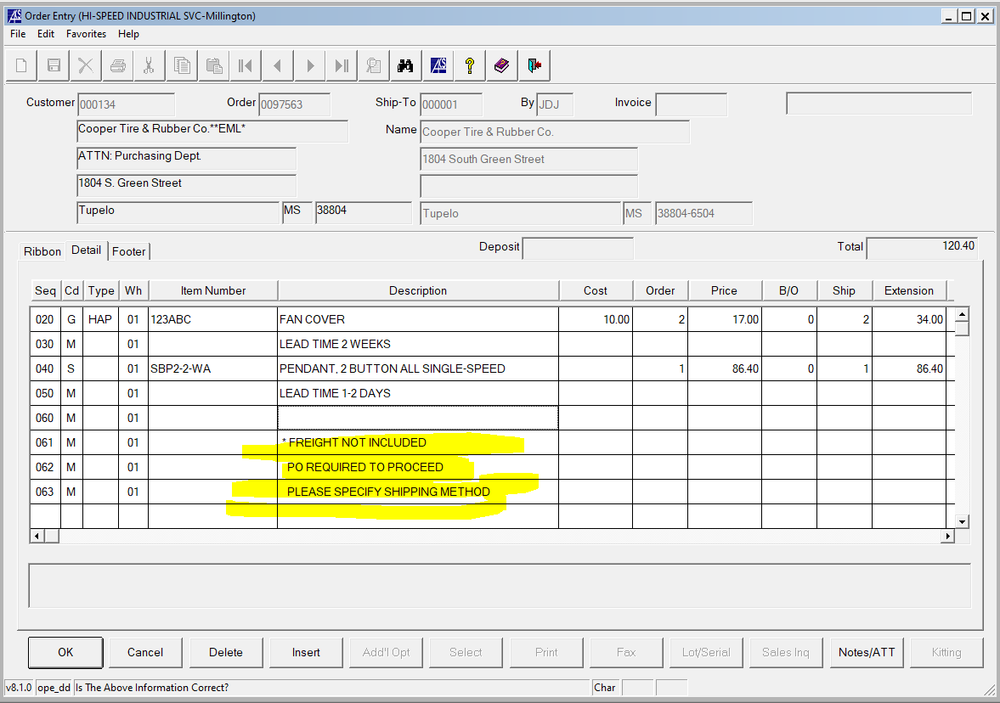 Order Entry (HI-SPEED INDUSTRIAL SVC-Millington)
File Edit Favorites Help
Customer 000134 Order 0097563 Ship-To 000001 By JDJ Invoice
Cooper Tire & Rubber Co.**EML* Name Cooper Tire & Rubber Co.
ATTN: Purchasing Dept. 1804 South Green Street
1804 S. Green Street
Tupelo MS 38804 Tupelo MS 38804-6504
Ribbon Detail Footer Deposit Total 120.40
Seq Cd Type Wh Item Number Description Cost Order Price B/O Ship Extension
020 G HAP 01 123ABC FAN COVER 10.00 2 17.00 0 2 34.00
030 M 01 LEAD TIME 2 WEEKS
040 S 01 SBP2-2-WA PENDANT, 2 BUTTON ALL SINGLE-SPEED 1 86.40 0 1 86.40
050 M 01 LEAD TIME 1-2 DAYS
060 M 01
061 M 01 * FREIGHT NOT INCLUDED
062 M 01 PO REQUIRED TO PROCEED
063 M 01 PLEASE SPECIFY SHIPPING METHOD
OK Cancel Delete Insert Add'l Opt Select Print Fax Lot/Serial Sales Inq Notes/ATT Kitting
v8.1.0 ope_dd Is The Above Information Correct? Char